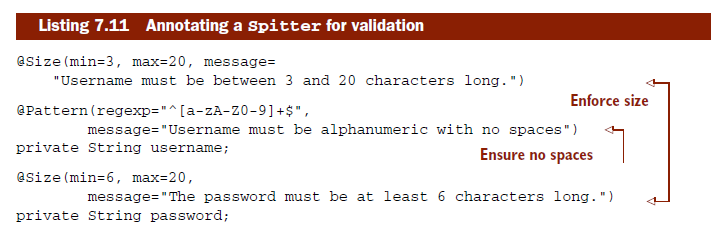 Listing 7.11 Annotating a Spitter for validation
@Size(min=3, max=20, message=
"Username must be between 3 and 20 characters long.")
Enforce size
@Pattern(regexp="^[a-zA-Z0-9]+$",
message="Username must be alphanumeric with no spaces")
private String username;
Ensure no spaces
@Size(min=6, max=20,
message="The password must be at least 6 characters long.")
private String password;